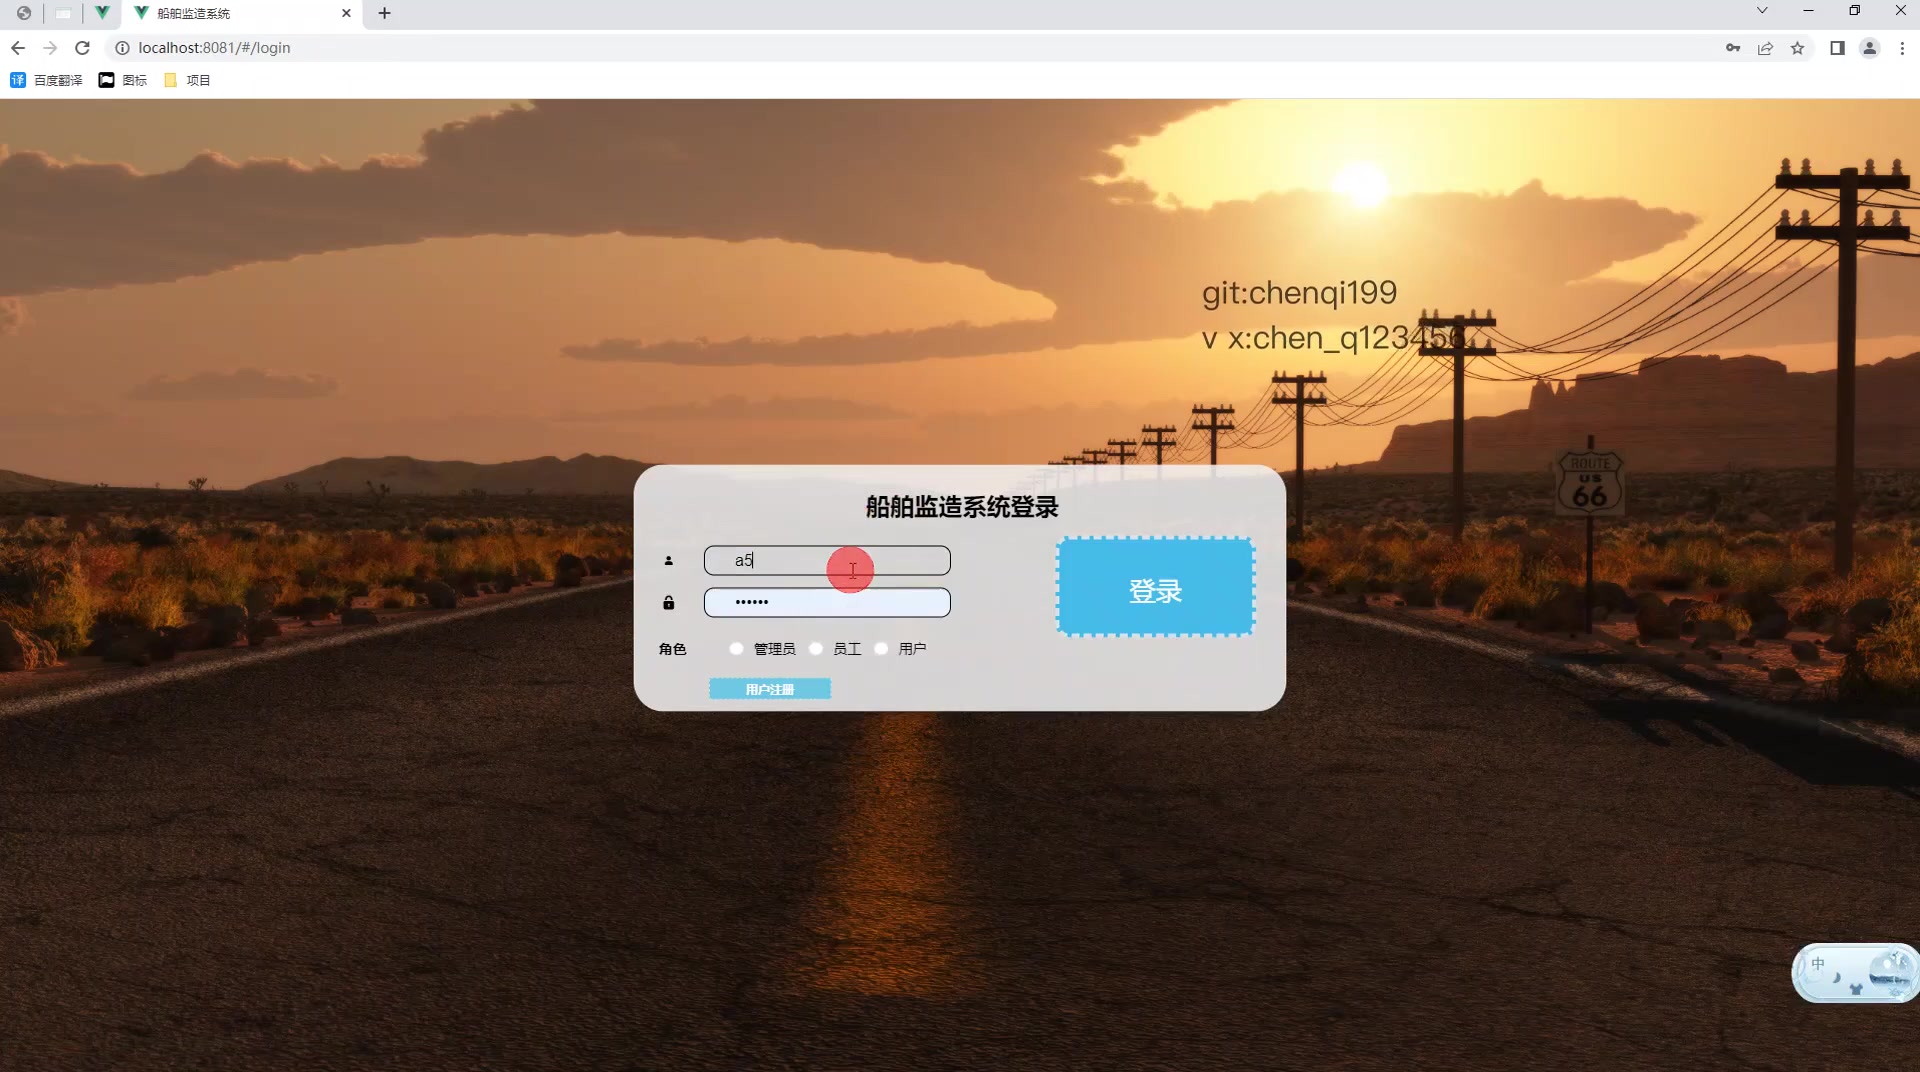 船舶监造系统
localhost:8081/#/login
译 百度翻译 图标 项目
git:chenqi199
v x:chen_q123456
ROUTE
US
66
船舶监造系统登录
a5
••••••
登录
角色 管理员 员工 用户
用户注册
中